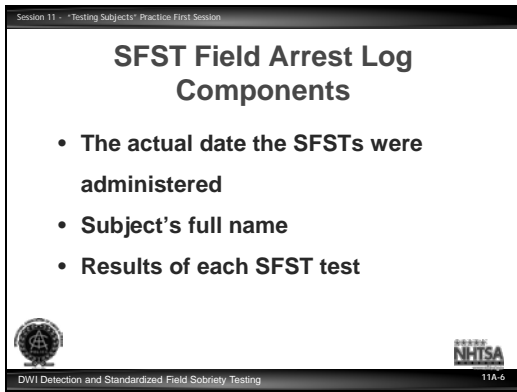 Session 11 - "Testing Subjects" Practice First Session
SFST Field Arrest Log
Components
• The actual date the SFSTs were
administered
• Subject's full name
• Results of each SFST test
NHTSA
DWI Detection and Standardized Field Sobriety Testing
11A-6